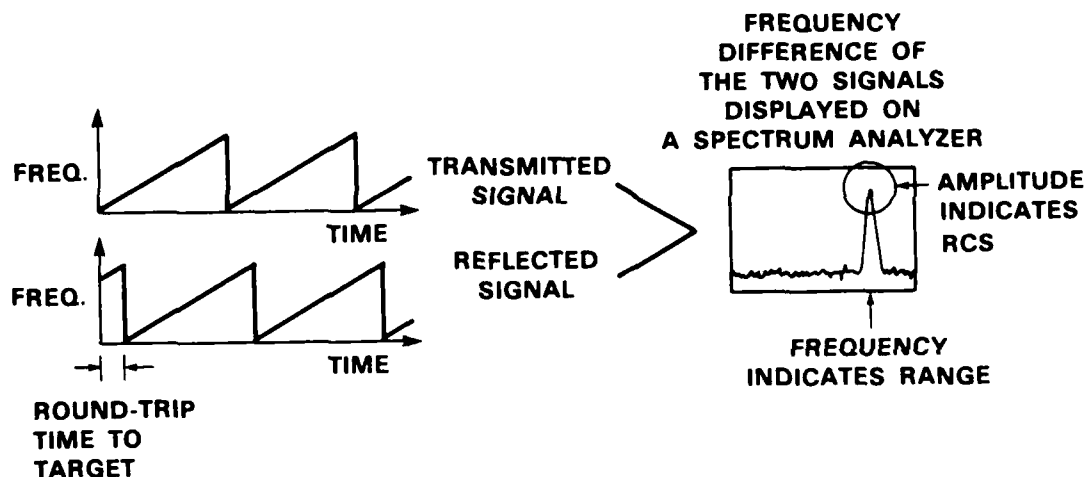 FREQUENCY
DIFFERENCE OF
THE TWO SIGNALS
DISPLAYED ON
A SPECTRUM ANALYZER
FREQ.
TIME
TRANSMITTED
SIGNAL
AMPLITUDE
INDICATES
RCS
FREQ.
TIME
REFLECTED
SIGNAL
FREQUENCY
INDICATES RANGE
ROUND-TRIP
TIME TO
TARGET